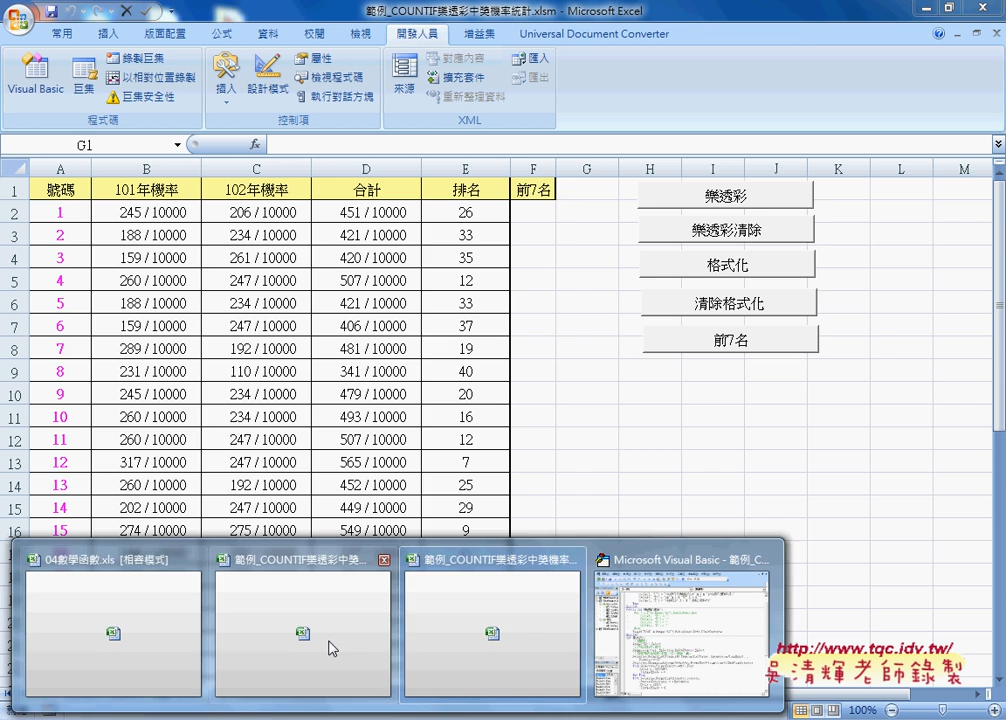 範例_COUNTIF樂透彩中獎機率統計.xlsm - Microsoft Excel
常用 插入 版面配置 公式 資料 校閱 檢視 開發人員 增益集 Universal Document Converter
Visual Basic 巨集 錄製巨集 以相對位置錄製 巨集安全性
插入 設計模式 屬性 檢視程式碼 執行對話方塊
來源 對應內容 擴充套件 重新整理資料 匯入 匯出
程式碼 控制項 XML
G1 fx
A B C D E F G H I J K L M
1 號碼 101年機率 102年機率 合計 排名 前7名
2 1 245 / 10000 206 / 10000 451 / 10000 26
3 2 188 / 10000 234 / 10000 421 / 10000 33
4 3 159 / 10000 261 / 10000 420 / 10000 35
5 4 260 / 10000 247 / 10000 507 / 10000 12
6 5 188 / 10000 234 / 10000 421 / 10000 33
7 6 159 / 10000 247 / 10000 406 / 10000 37
8 7 289 / 10000 192 / 10000 481 / 10000 19
9 8 231 / 10000 110 / 10000 341 / 10000 40
10 9 245 / 10000 234 / 10000 479 / 10000 20
11 10 260 / 10000 234 / 10000 493 / 10000 16
12 11 260 / 10000 247 / 10000 507 / 10000 12
13 12 317 / 10000 247 / 10000 565 / 10000 7
14 13 260 / 10000 192 / 10000 452 / 10000 25
15 14 202 / 10000 247 / 10000 449 / 10000 29
16 15 274 / 10000 275 / 10000 549 / 10000 9
樂透彩
樂透彩清除
格式化
清除格式化
前7名
04數學函數.xls [相容模式]
範例_COUNTIF樂透彩中獎...
範例_COUNTIF樂透彩中獎機率...
Microsoft Visual Basic - 範例_C...
http://www.tqc.idv.tw/
吳清輝老師錄製
100%